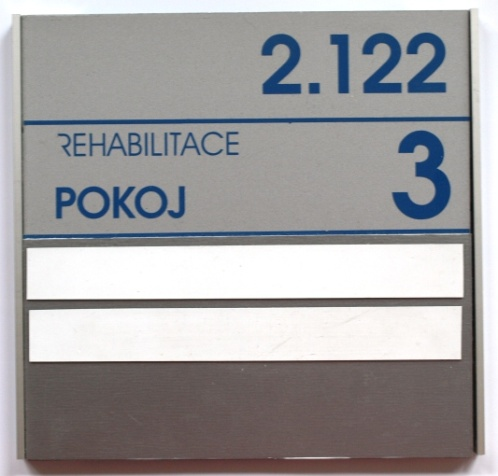 2.122
REHABILITACE
3
POKOJ